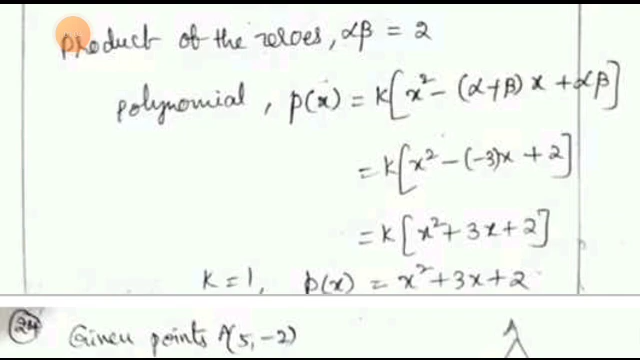 product of the zeroes, αβ = 2
polynomial, p(x) = K[x² - (α+β)x + αβ]
= K[x² - (-3)x + 2]
= K[x² + 3x + 2]
K = 1, p(x) = x² + 3x + 2
24 Given points A(5, -2)
A